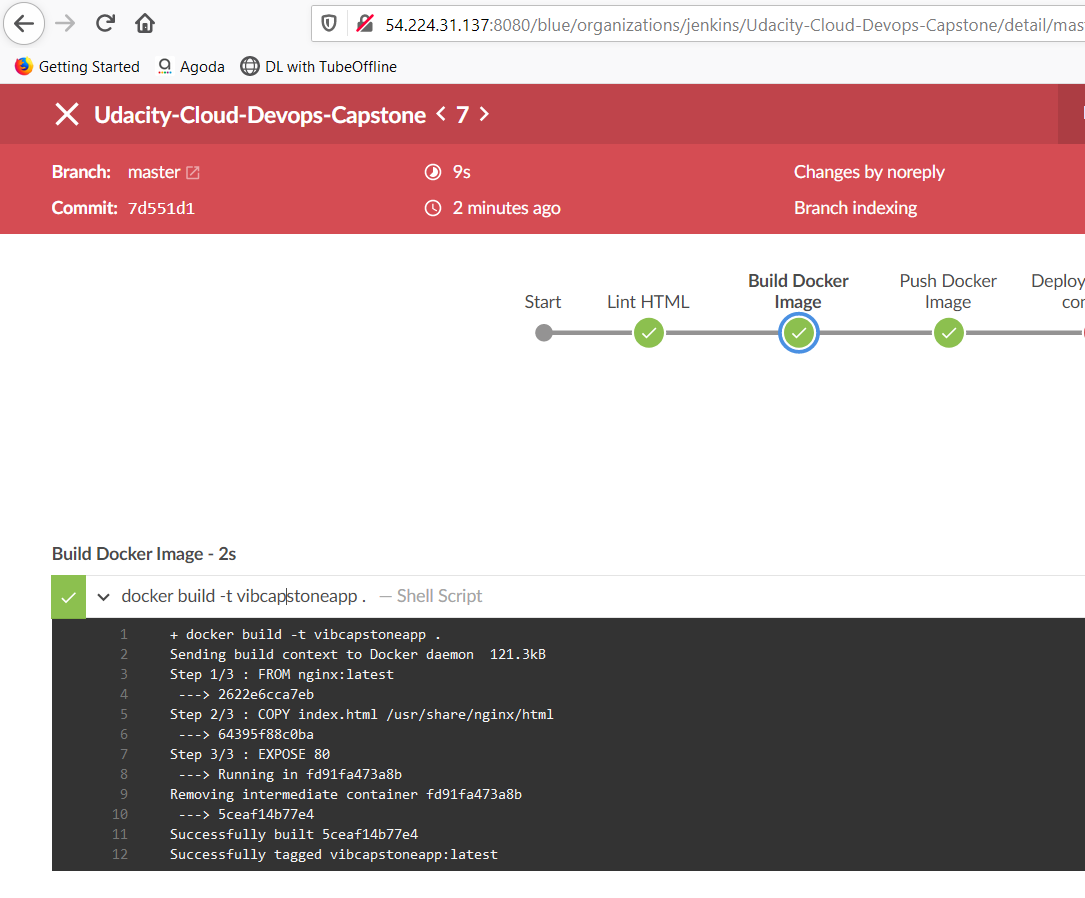 54.224.31.137:8080/blue/organizations/jenkins/Udacity-Cloud-Devops-Capstone/detail/mas
Getting Started Agoda DL with TubeOffline
Udacity-Cloud-Devops-Capstone < 7 >
Branch: master 9s Changes by noreply
Commit: 7d551d1 2 minutes ago Branch indexing
Start Lint HTML Build Docker Image Push Docker Image Deploy cor
Build Docker Image - 2s
docker build -t vibcapstoneapp . — Shell Script
1 + docker build -t vibcapstoneapp .
2 Sending build context to Docker daemon 121.3kB
3 Step 1/3 : FROM nginx:latest
4 ---> 2622e6cca7eb
5 Step 2/3 : COPY index.html /usr/share/nginx/html
6 ---> 64395f88c0ba
7 Step 3/3 : EXPOSE 80
8 ---> Running in fd91fa473a8b
9 Removing intermediate container fd91fa473a8b
10 ---> 5ceaf14b77e4
11 Successfully built 5ceaf14b77e4
12 Successfully tagged vibcapstoneapp:latest